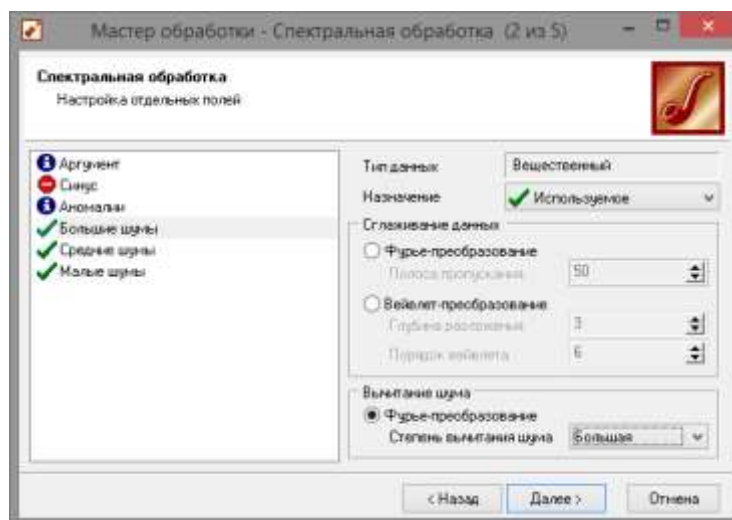 Мастер обработки - Спектральная обработка (2 из 5)
Спектральная обработка
Настройка отдельных полей
Аргумент
Синус
Аномалии
Большие шумы
Средние шумы
Малые шумы
Тип данных Вещественный
Назначение Используемое
Сглаживание данных
Фурье-преобразование
Полоса пропускания 50
Вейвлет-преобразование
Глубина разложения 3
Порядок вейвлета 6
Вычитание шума
Фурье-преобразование
Степень вычитания шума Большая
< Назад Далее > Отмена